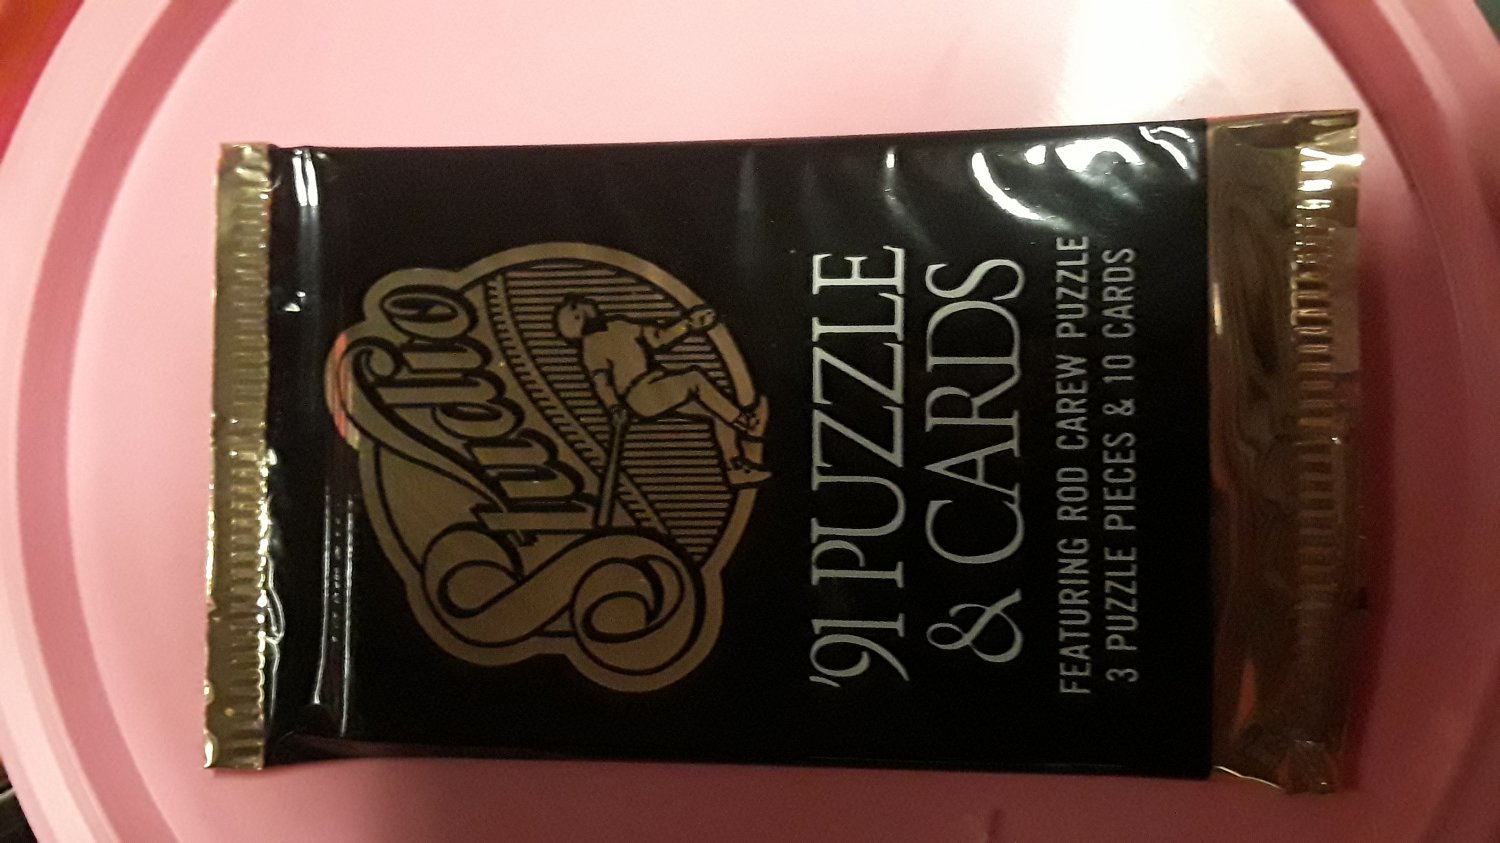 Studio
'91 PUZZLE
& CARDS
FEATURING ROD CAREW PUZZLE
3 PUZZLE PIECES & 10 CARDS